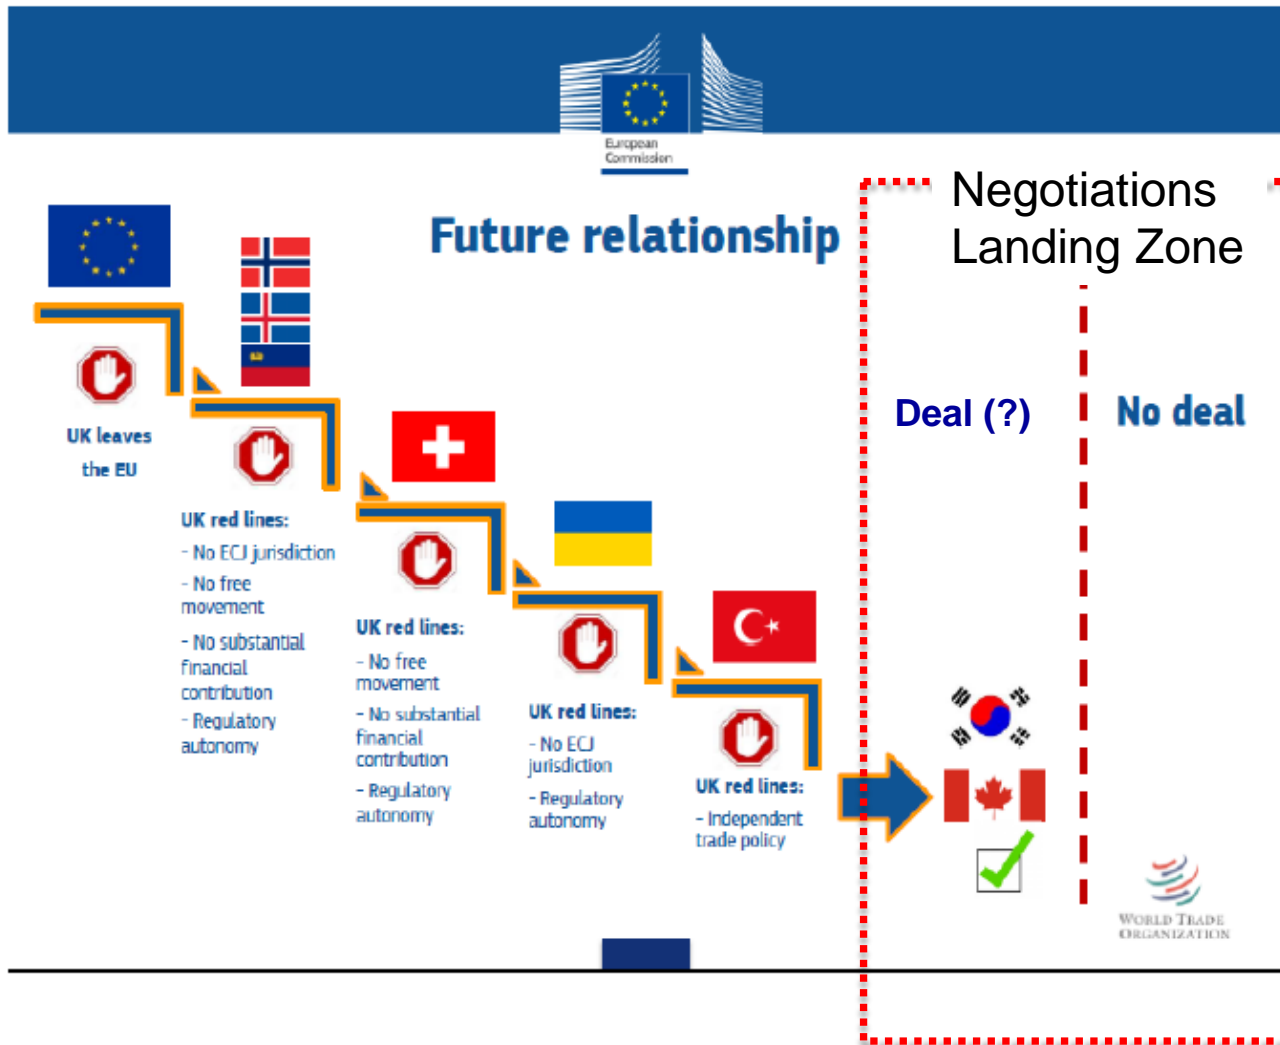 European
Commission
Future relationship
Negotiations
Landing Zone
UK leaves
the EU
UK red lines:
- No ECJ jurisdiction
- No free
movement
- No substantial
financial
contribution
- Regulatory
autonomy
UK red lines:
- No free
movement
- No substantial
financial
contribution
- Regulatory
autonomy
UK red lines:
- No ECJ
jurisdiction
- Regulatory
autonomy
UK red lines:
- Independent
trade policy
Deal (?)
No deal
WORLD TRADE
ORGANIZATION